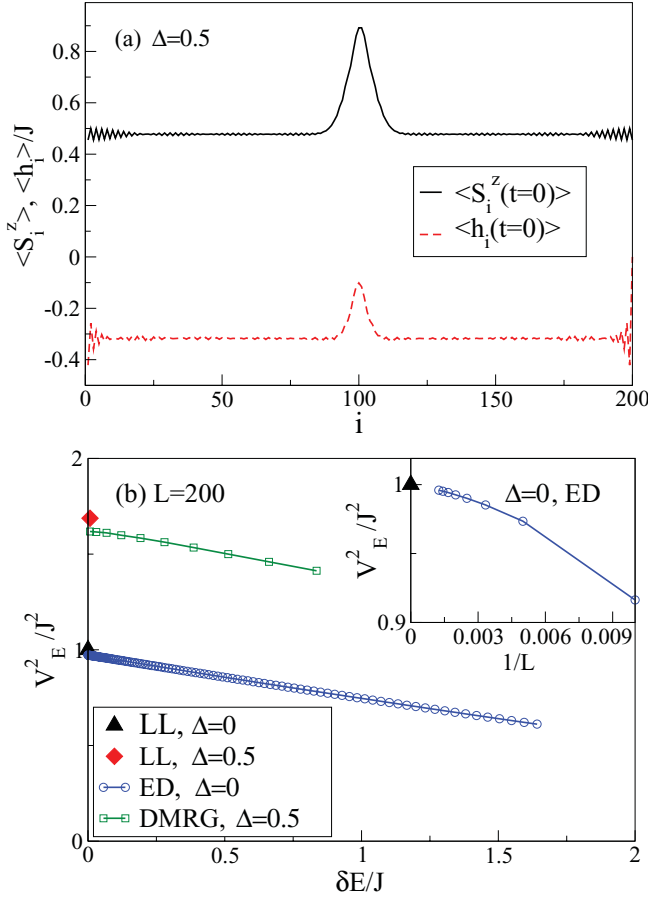 (a) Δ=0.5
0.8
0.6
0.4
0.2
0
-0.2
-0.4
<S_i^z>, <h_i>/J
<S_i^z(t=0)>
<h_i(t=0)>
0 50 100 150 200
i
(b) L=200
2
1
0
V_E^2/J^2
Δ=0, ED
1
0.9
V_E^2/J^2
0 0.003 0.006 0.009
1/L
LL, Δ=0
LL, Δ=0.5
ED, Δ=0
DMRG, Δ=0.5
0 0.5 1 1.5 2
δE/J